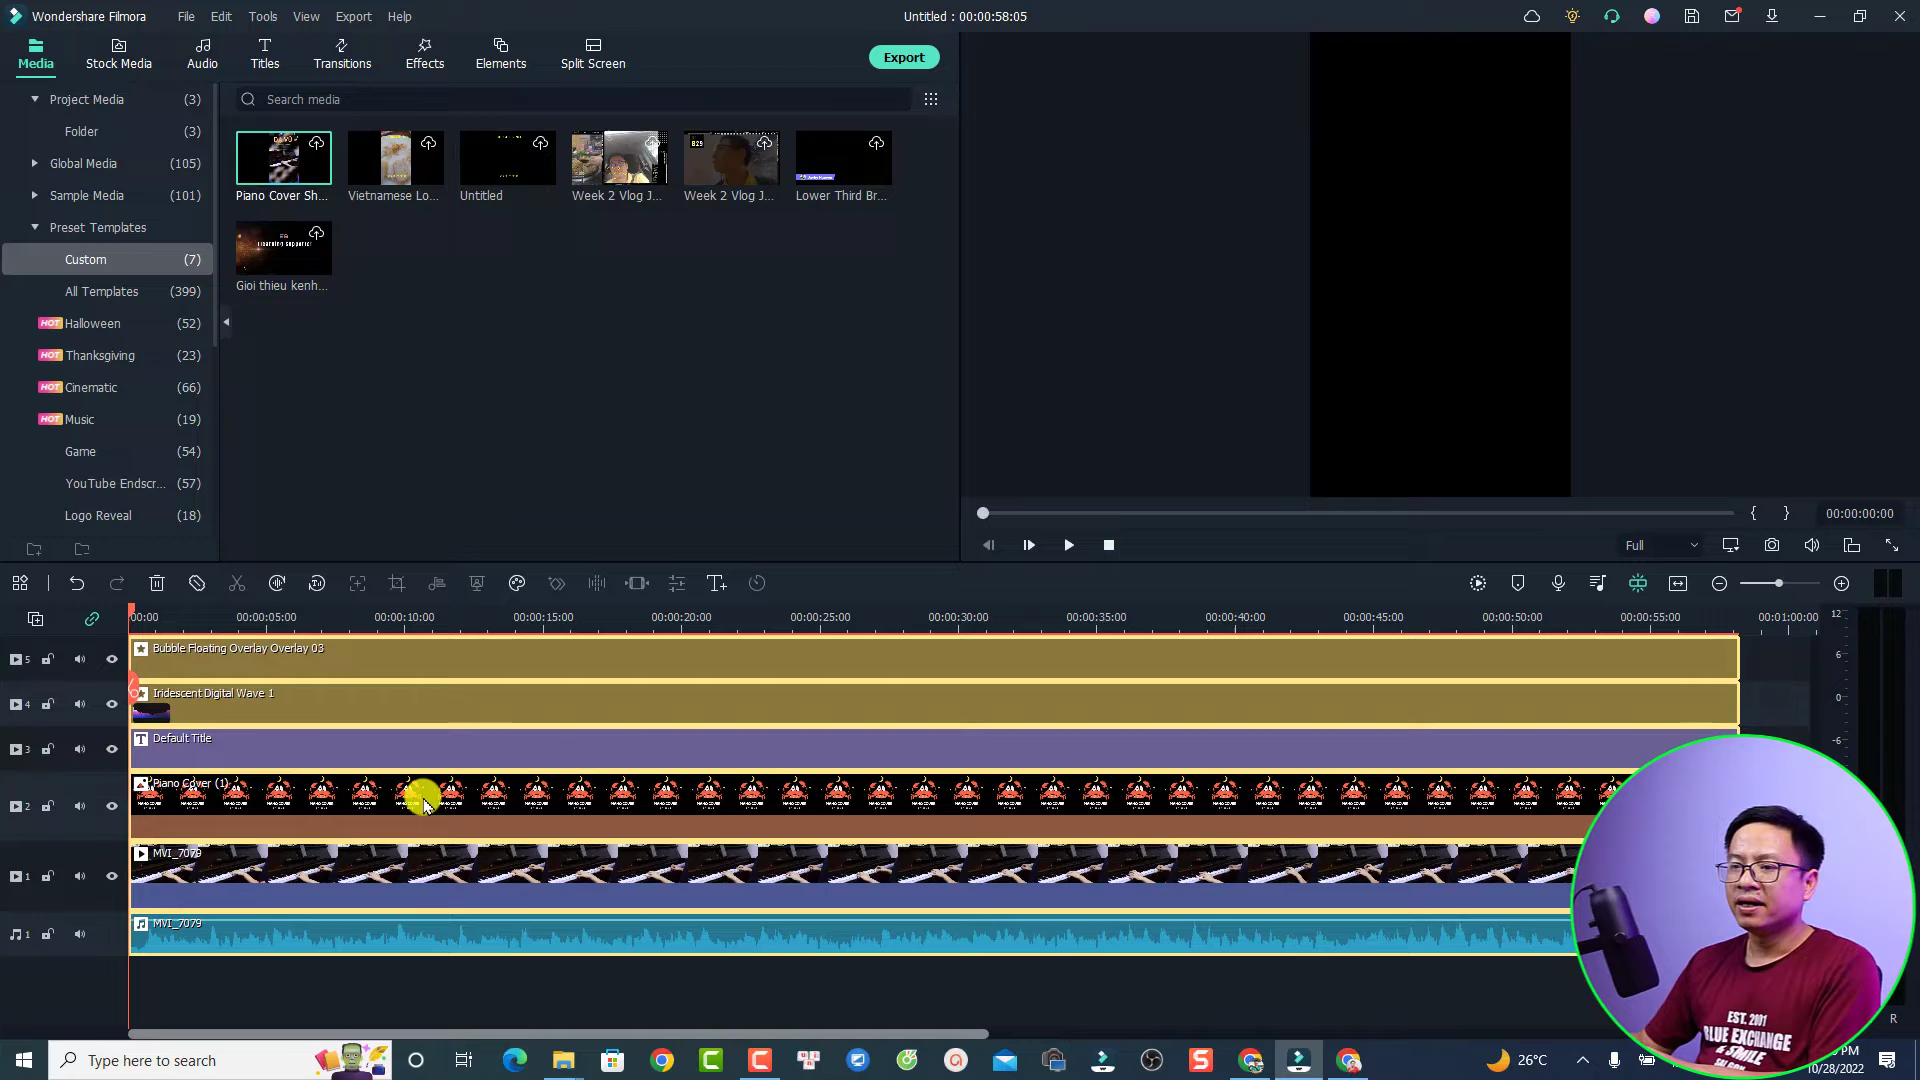 Wondershare Filmora
File
Edit
Tools
View
Export
Help
Untitled : 00:00:58:05
Media
Stock Media
Audio
Titles
Transitions
Effects
Elements
Split Screen
Export
Project Media (3)
Folder (3)
Global Media (105)
Sample Media (101)
Preset Templates
Custom (7)
All Templates (399)
HOT Halloween (52)
HOT Thanksgiving (23)
HOT Cinematic (66)
HOT Music (19)
Game (54)
YouTube Endscr... (57)
Logo Reveal (18)
Search media
Piano Cover Sh...
Vietnamese Lo...
Untitled
Week 2 Vlog J...
Week 2 Vlog J...
Lower Third Br...
Gioi thieu kenh...
00:00:00:00
Full
00:00
00:00:05:00
00:00:10:00
00:00:15:00
00:00:20:00
00:00:25:00
00:00:30:00
00:00:35:00
00:00:40:00
00:00:45:00
00:00:50:00
00:00:55:00
00:01:00:00
12
6
0
-6
5
Bubble Floating Overlay Overlay 03
4
Iridescent Digital Wave 1
3
Default Title
2
Piano Cover (1)
1
MVI_7079
1
MVI_7079
R
EST. 2001
BLUE EXCHANGE
A SMILE
Type here to search
26°C
PM
10/28/2022